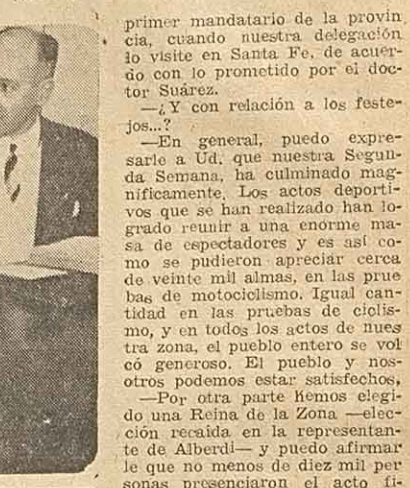 primer mandatario de la provin
cia, cuando nuestra delegación
lo visite en Santa Fe, de acuer-
do con lo prometido por el doc-
tor Suárez.
—¿Y con relación a los feste-
jos...?
—En general, puedo expre-
sarle a Ud. que nuestra Segun-
da Semana, ha culminado mag-
níficamente. Los actos deporti-
vos que se han realizado han lo-
grado reunir a una enorme ma-
sa de espectadores y es así co-
mo se pudieron apreciar cerca
de veinte mil almas, en las prue
bas de motociclismo. Igual can-
tidad en las pruebas de ciclis-
mo, y en todos los actos de nues
tra zona, el pueblo entero se vol
có generoso. El pueblo y nos-
otros podemos estar satisfechos,
—Por otra parte hemos elegi-
do una Reina de la Zona —elec-
ción recaida en la representan-
te de Alberdi— y puedo afirmar
le que no menos de diez mil per
sonas presenciaron el acto fi-